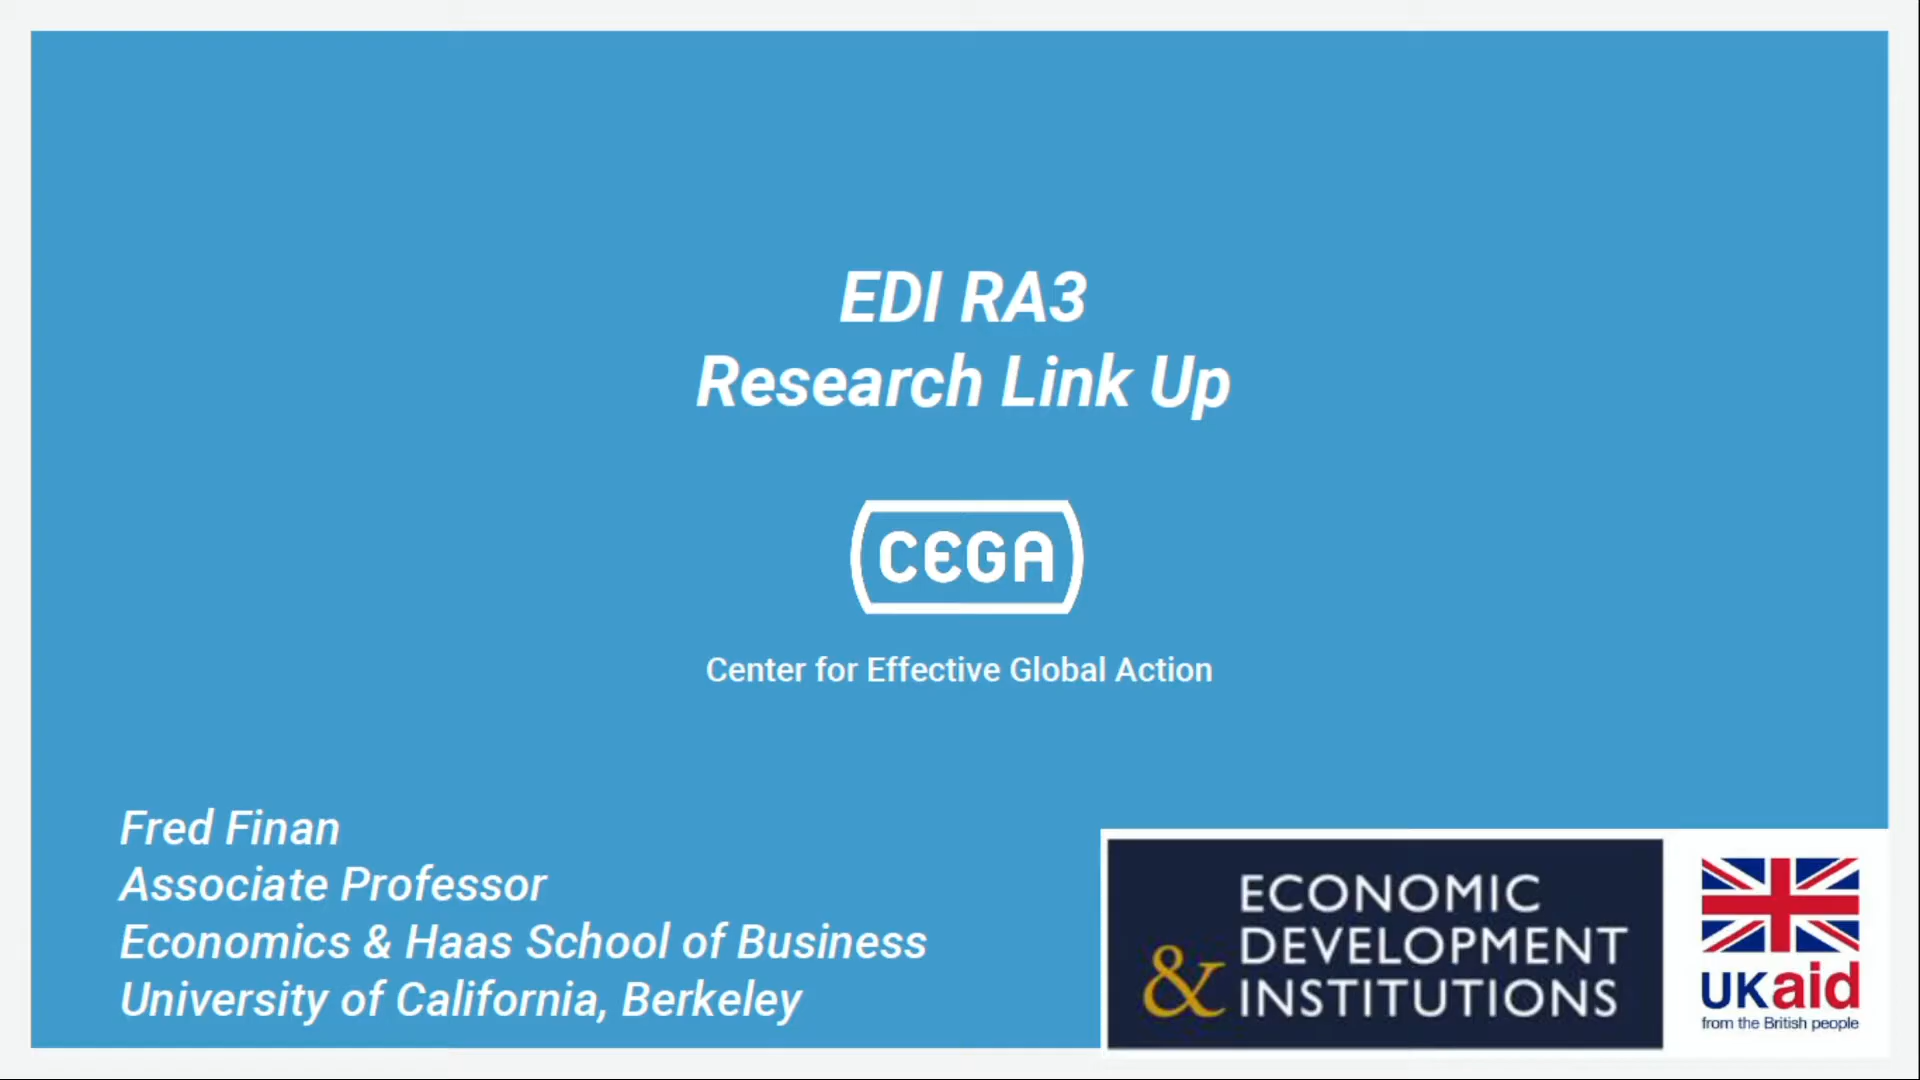 EDI RA3
Research Link Up
CEGA
Center for Effective Global Action
Fred Finan
Associate Professor
Economics & Haas School of Business
University of California, Berkeley
ECONOMIC
DEVELOPMENT
& INSTITUTIONS
UKaid
from the British people